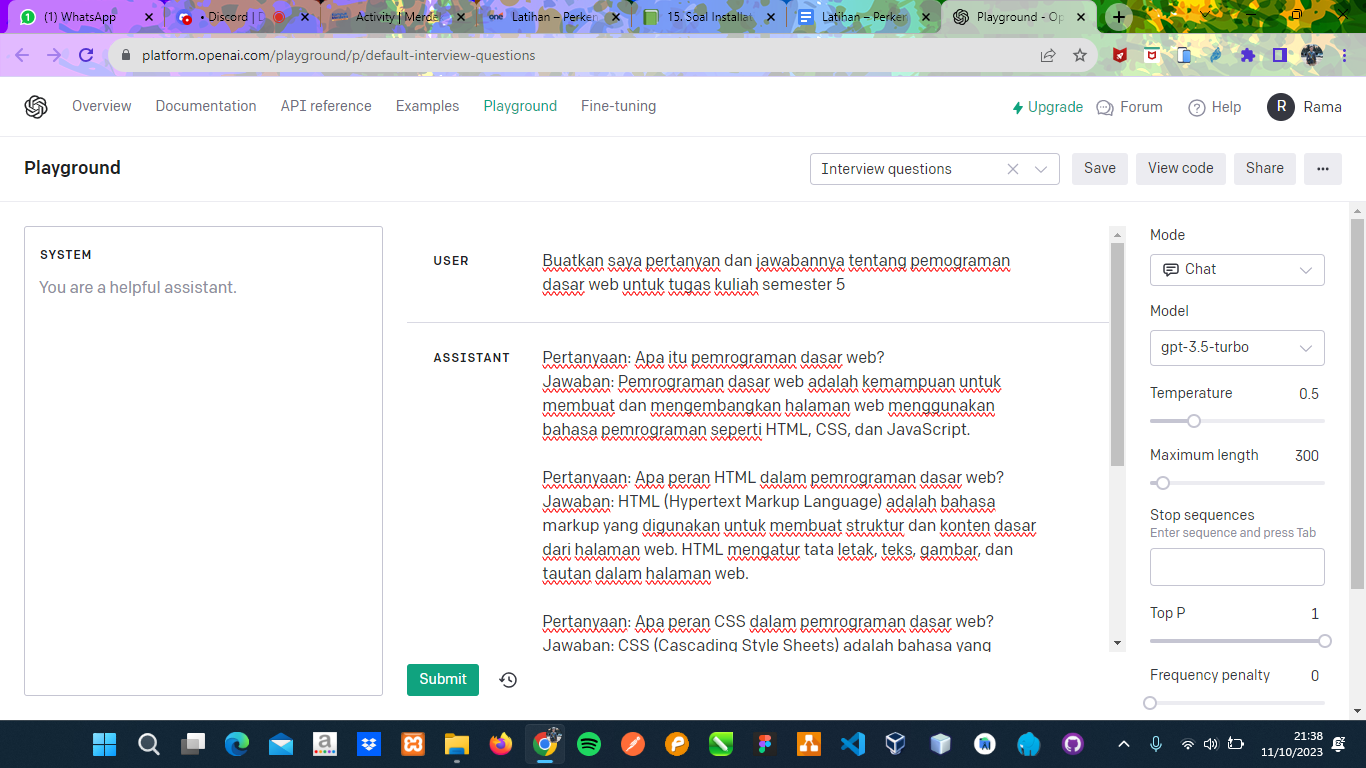 (1) WhatsApp
• Discord | D
Activity | Merde
Latihan – Perken
15. Soal Installat
Latihan – Perken
Playground - Op
platform.openai.com/playground/p/default-interview-questions
Overview
Documentation
API reference
Examples
Playground
Fine-tuning
Upgrade
Forum
Help
R
Rama
Playground
Interview questions
Save
View code
Share
SYSTEM
You are a helpful assistant.
USER
Buatkan saya pertanyan dan jawabannya tentang pemograman
dasar web untuk tugas kuliah semester 5
ASSISTANT
Pertanyaan: Apa itu pemrograman dasar web?
Jawaban: Pemrograman dasar web adalah kemampuan untuk
membuat dan mengembangkan halaman web menggunakan
bahasa pemrograman seperti HTML, CSS, dan JavaScript.
Pertanyaan: Apa peran HTML dalam pemrograman dasar web?
Jawaban: HTML (Hypertext Markup Language) adalah bahasa
markup yang digunakan untuk membuat struktur dan konten dasar
dari halaman web. HTML mengatur tata letak, teks, gambar, dan
tautan dalam halaman web.
Pertanyaan: Apa peran CSS dalam pemrograman dasar web?
Jawaban: CSS (Cascading Style Sheets) adalah bahasa yang
Submit
Mode
Chat
Model
gpt-3.5-turbo
Temperature 0.5
Maximum length 300
Stop sequences
Enter sequence and press Tab
Top P 1
Frequency penalty 0
21:38
11/10/2023